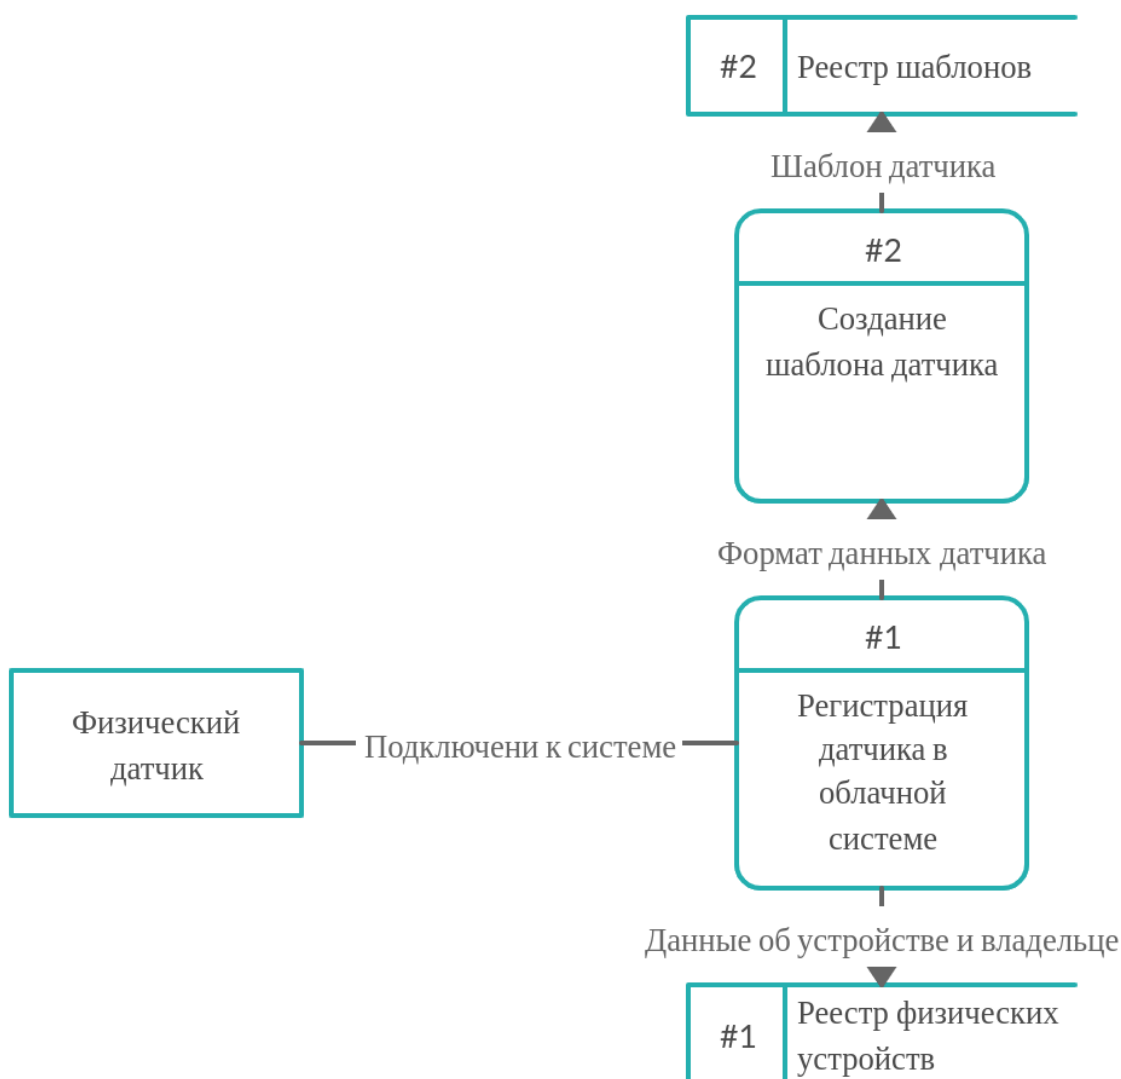 #2 Реестр шаблонов
Шаблон датчика
#2
Создание
шаблона датчика
Формат данных датчика
#1
Физический
датчик
Подключени к системе
Регистрация
датчика в
облачной
системе
Данные об устройстве и владельце
#1
Реестр физических
устройств